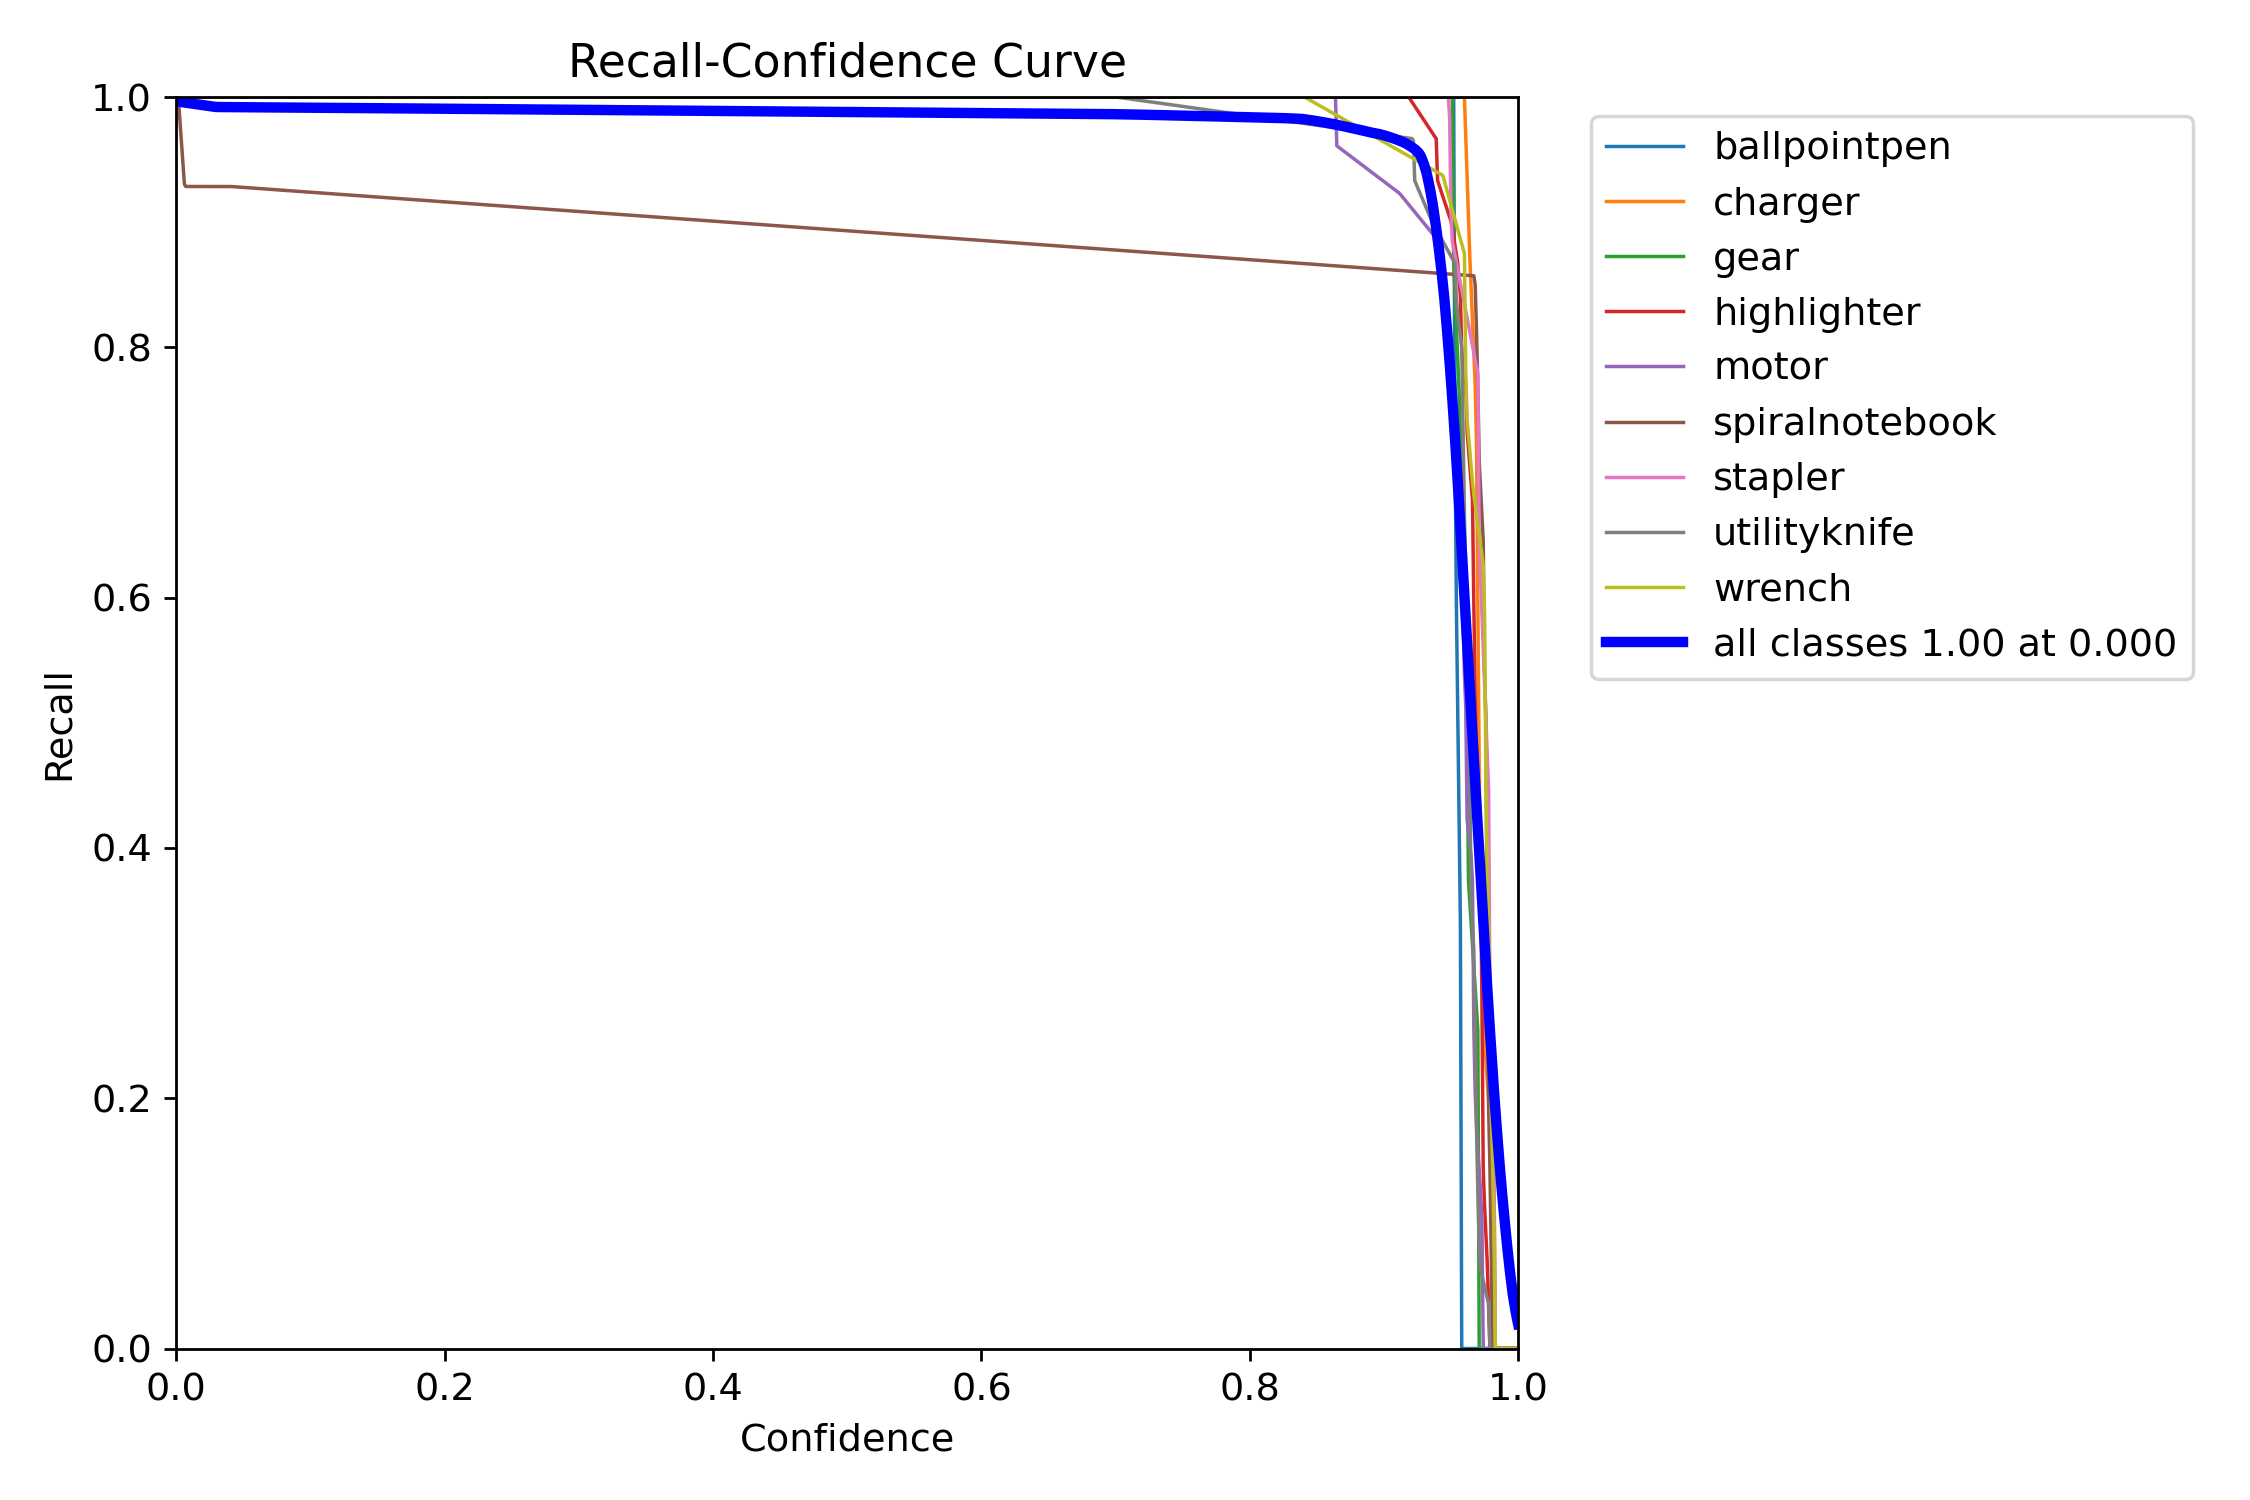 Recall-Confidence Curve
1.0
0.8
0.6
0.4
0.2
0.0
Recall
0.0 0.2 0.4 0.6 0.8 1.0
Confidence
ballpointpen
charger
gear
highlighter
motor
spiralnotebook
stapler
utilityknife
wrench
all classes 1.00 at 0.000